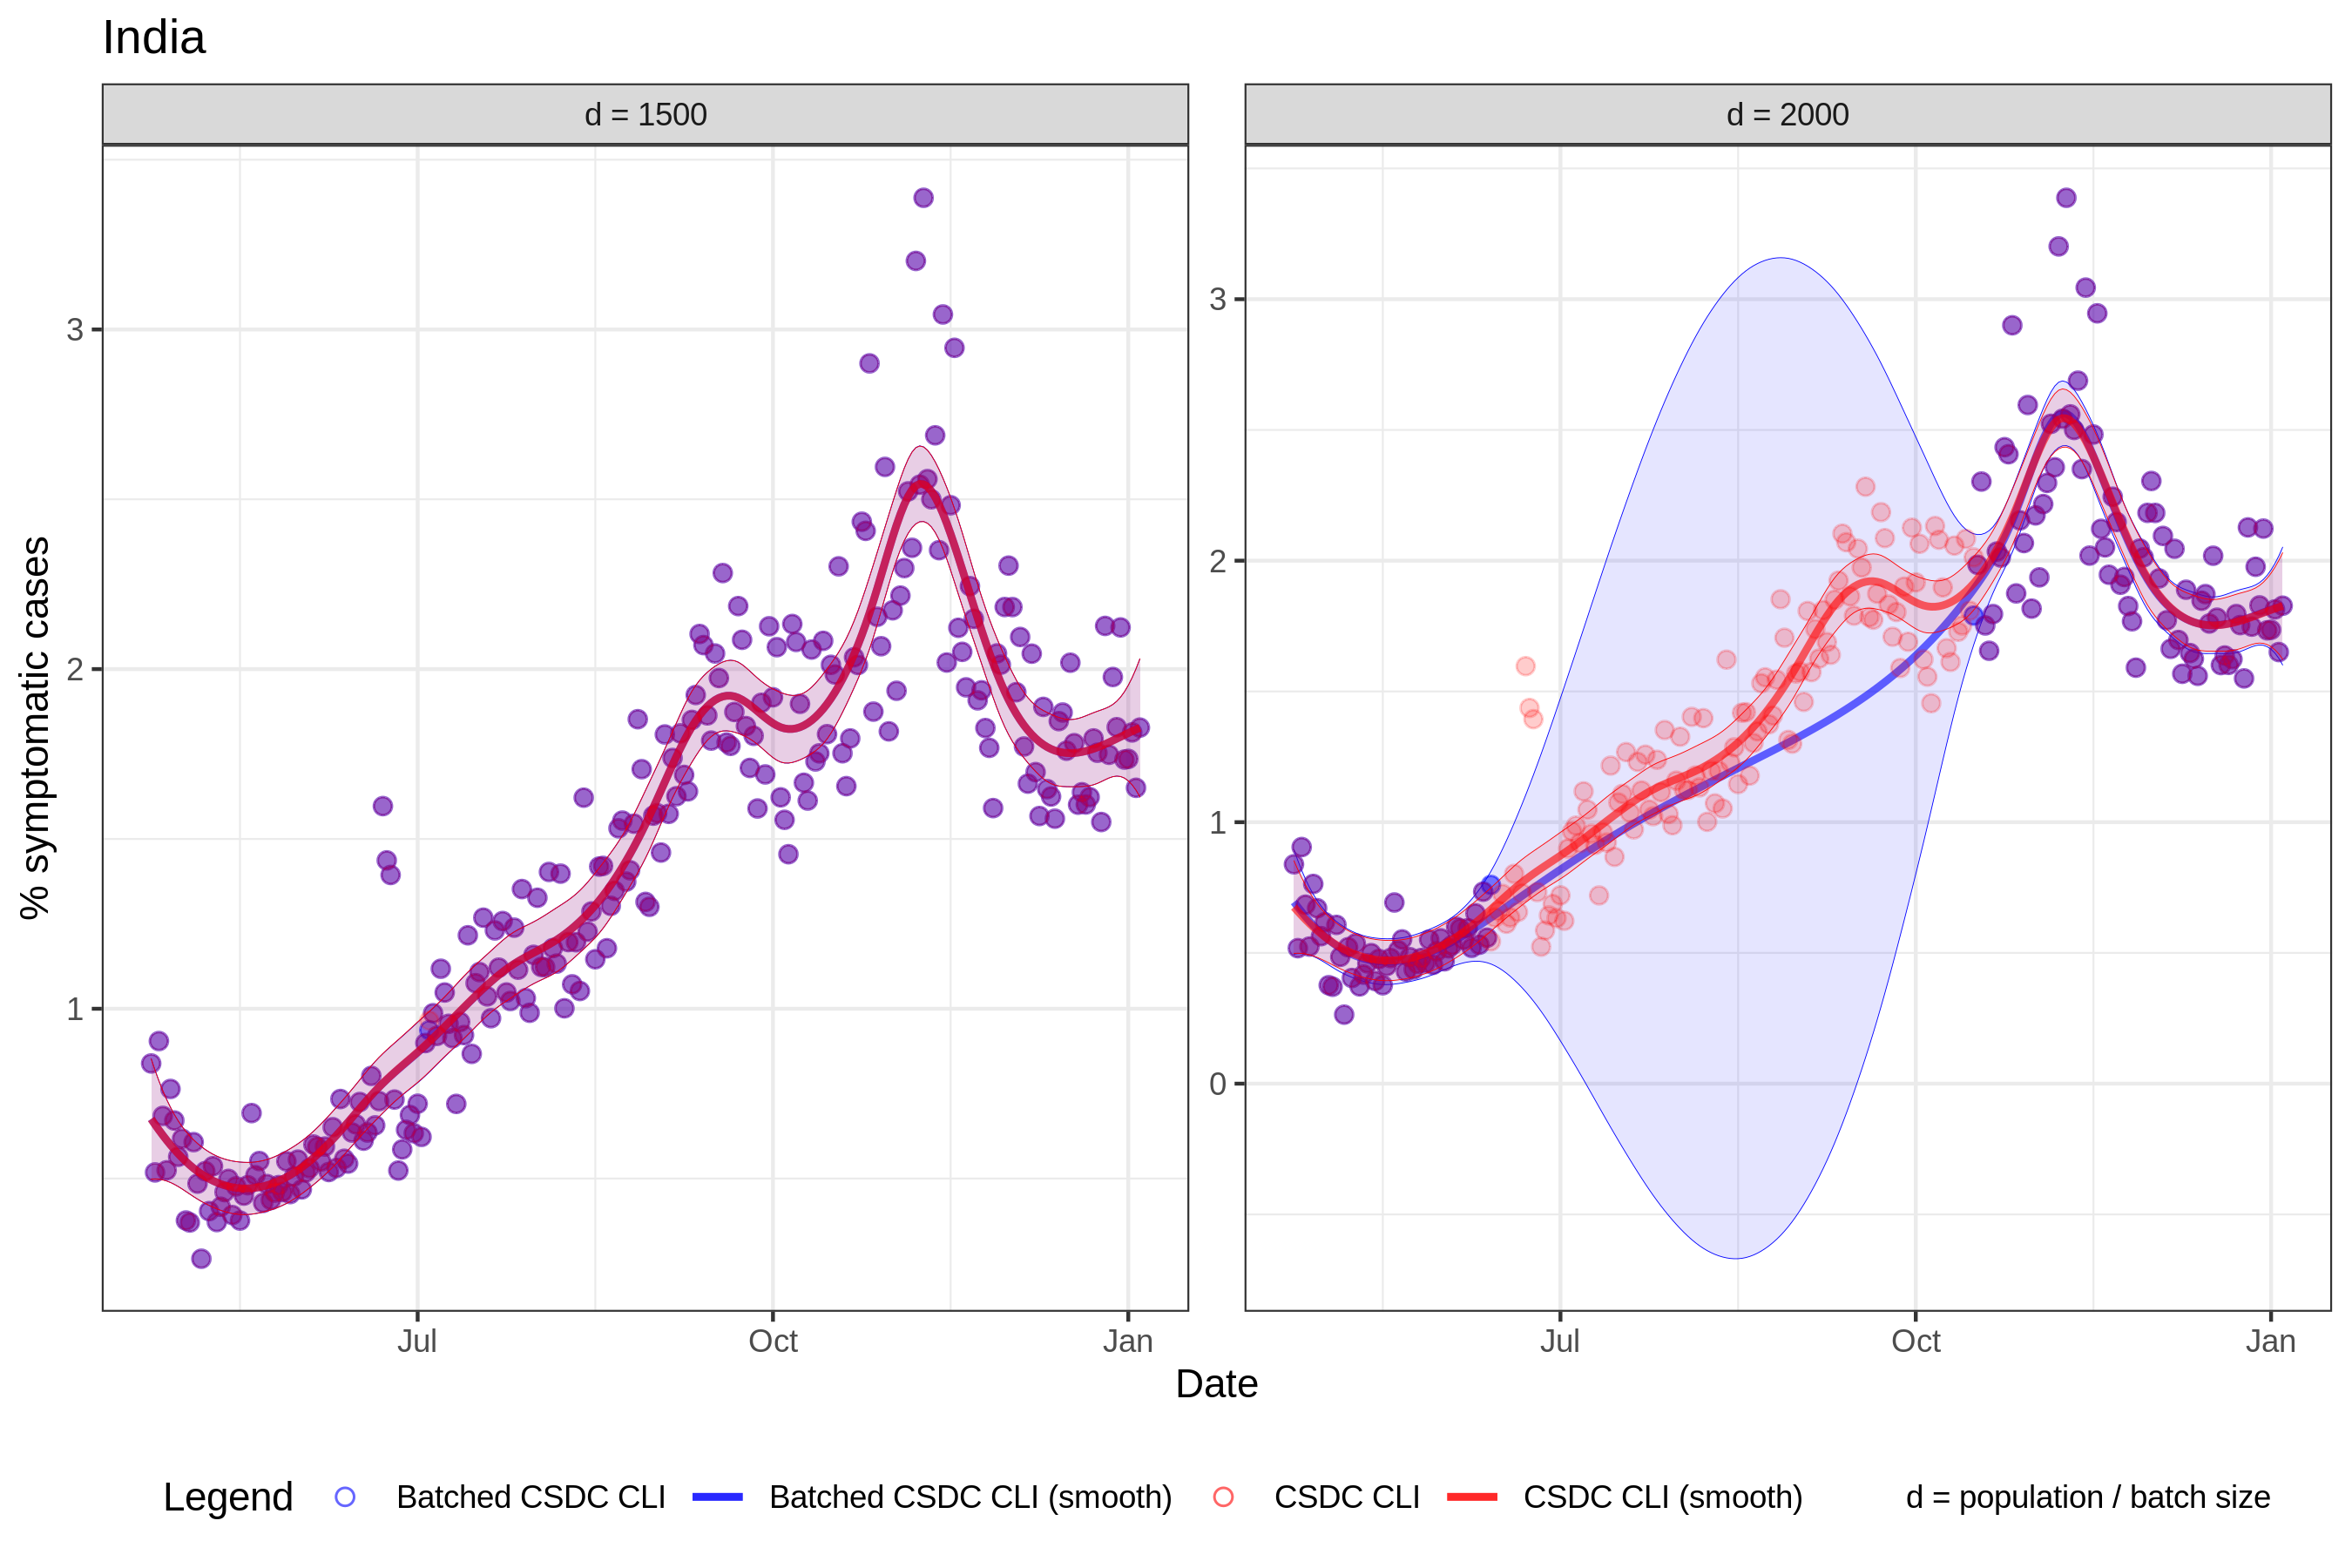 India
d = 1500
d = 2000
% symptomatic cases
3
2
1
3
2
1
0
Jul
Oct
Jan
Jul
Oct
Jan
Date
Legend
Batched CSDC CLI
Batched CSDC CLI (smooth)
CSDC CLI
CSDC CLI (smooth)
d = population / batch size